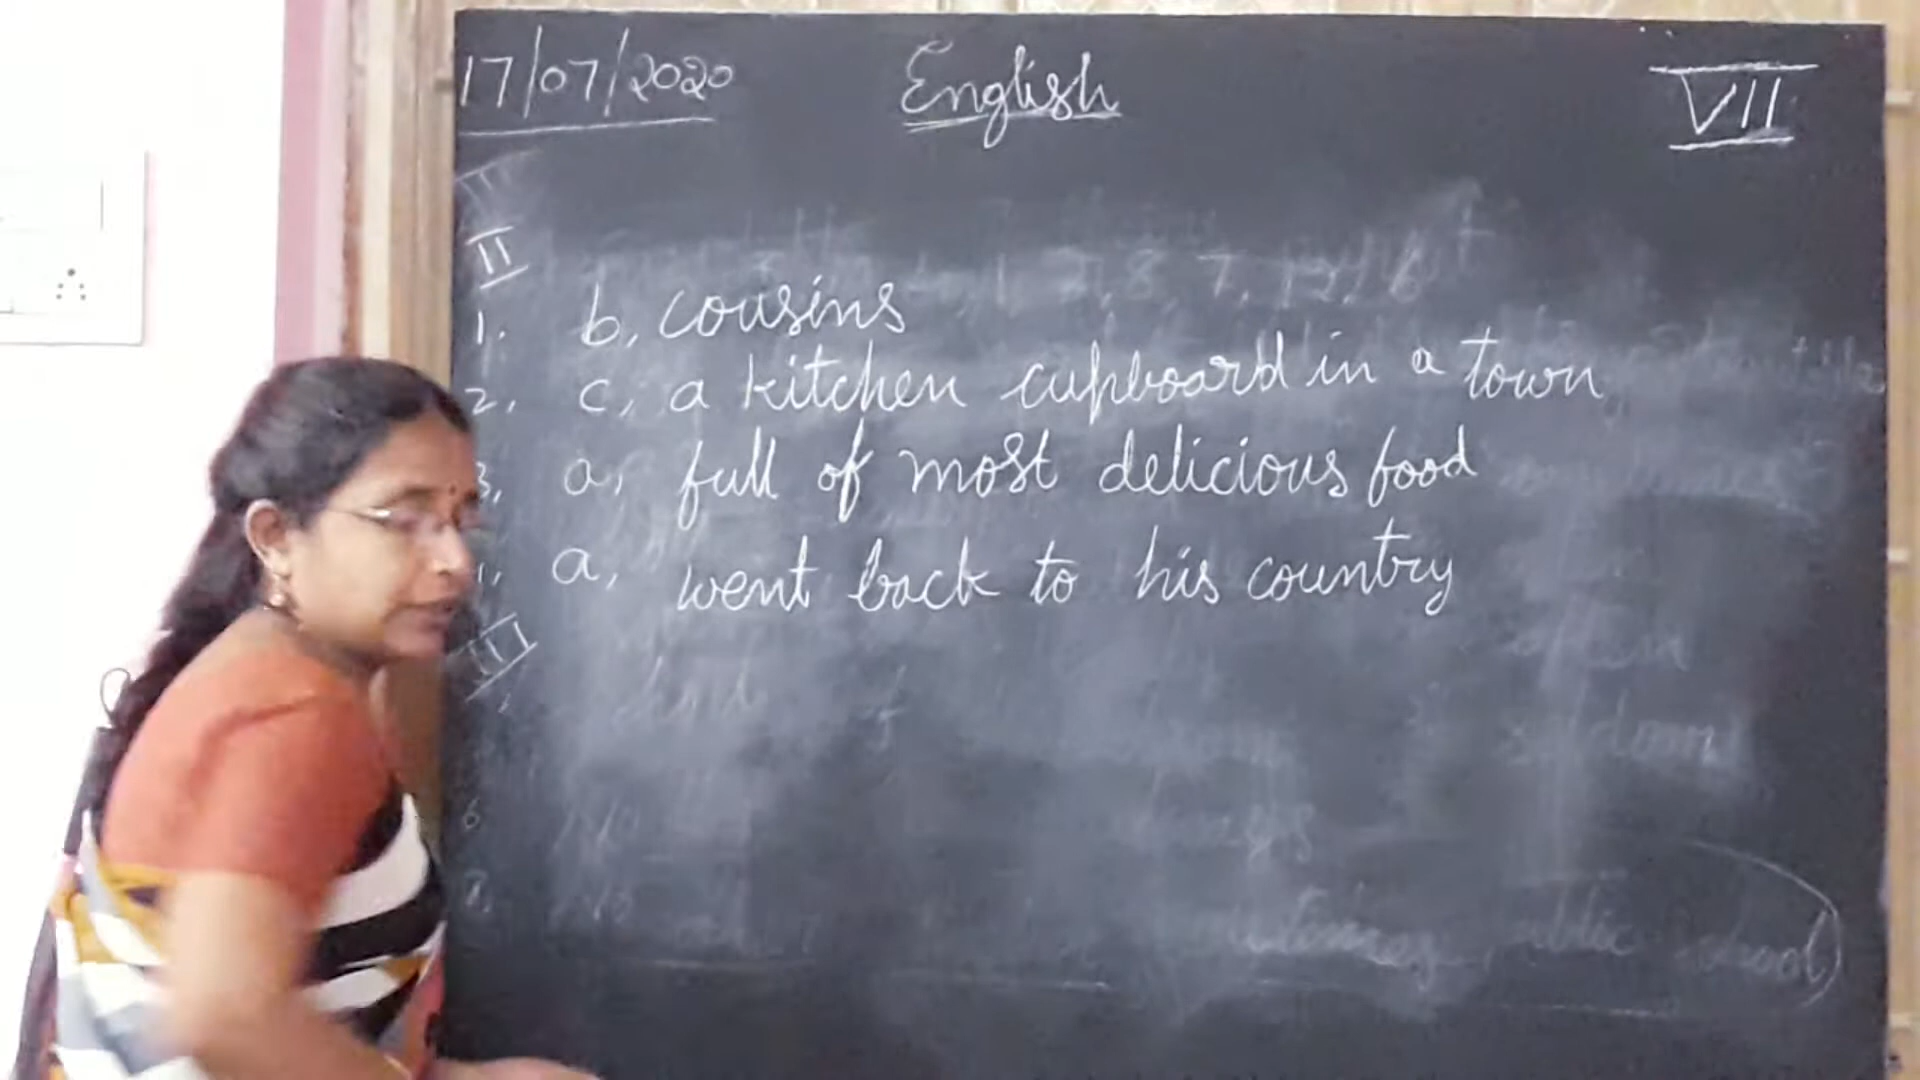 17/07/2020 English VII
II
1. b, cousins
2. c, a kitchen cupboard in a town
3, a, full of most delicious food
a, went back to his country
III